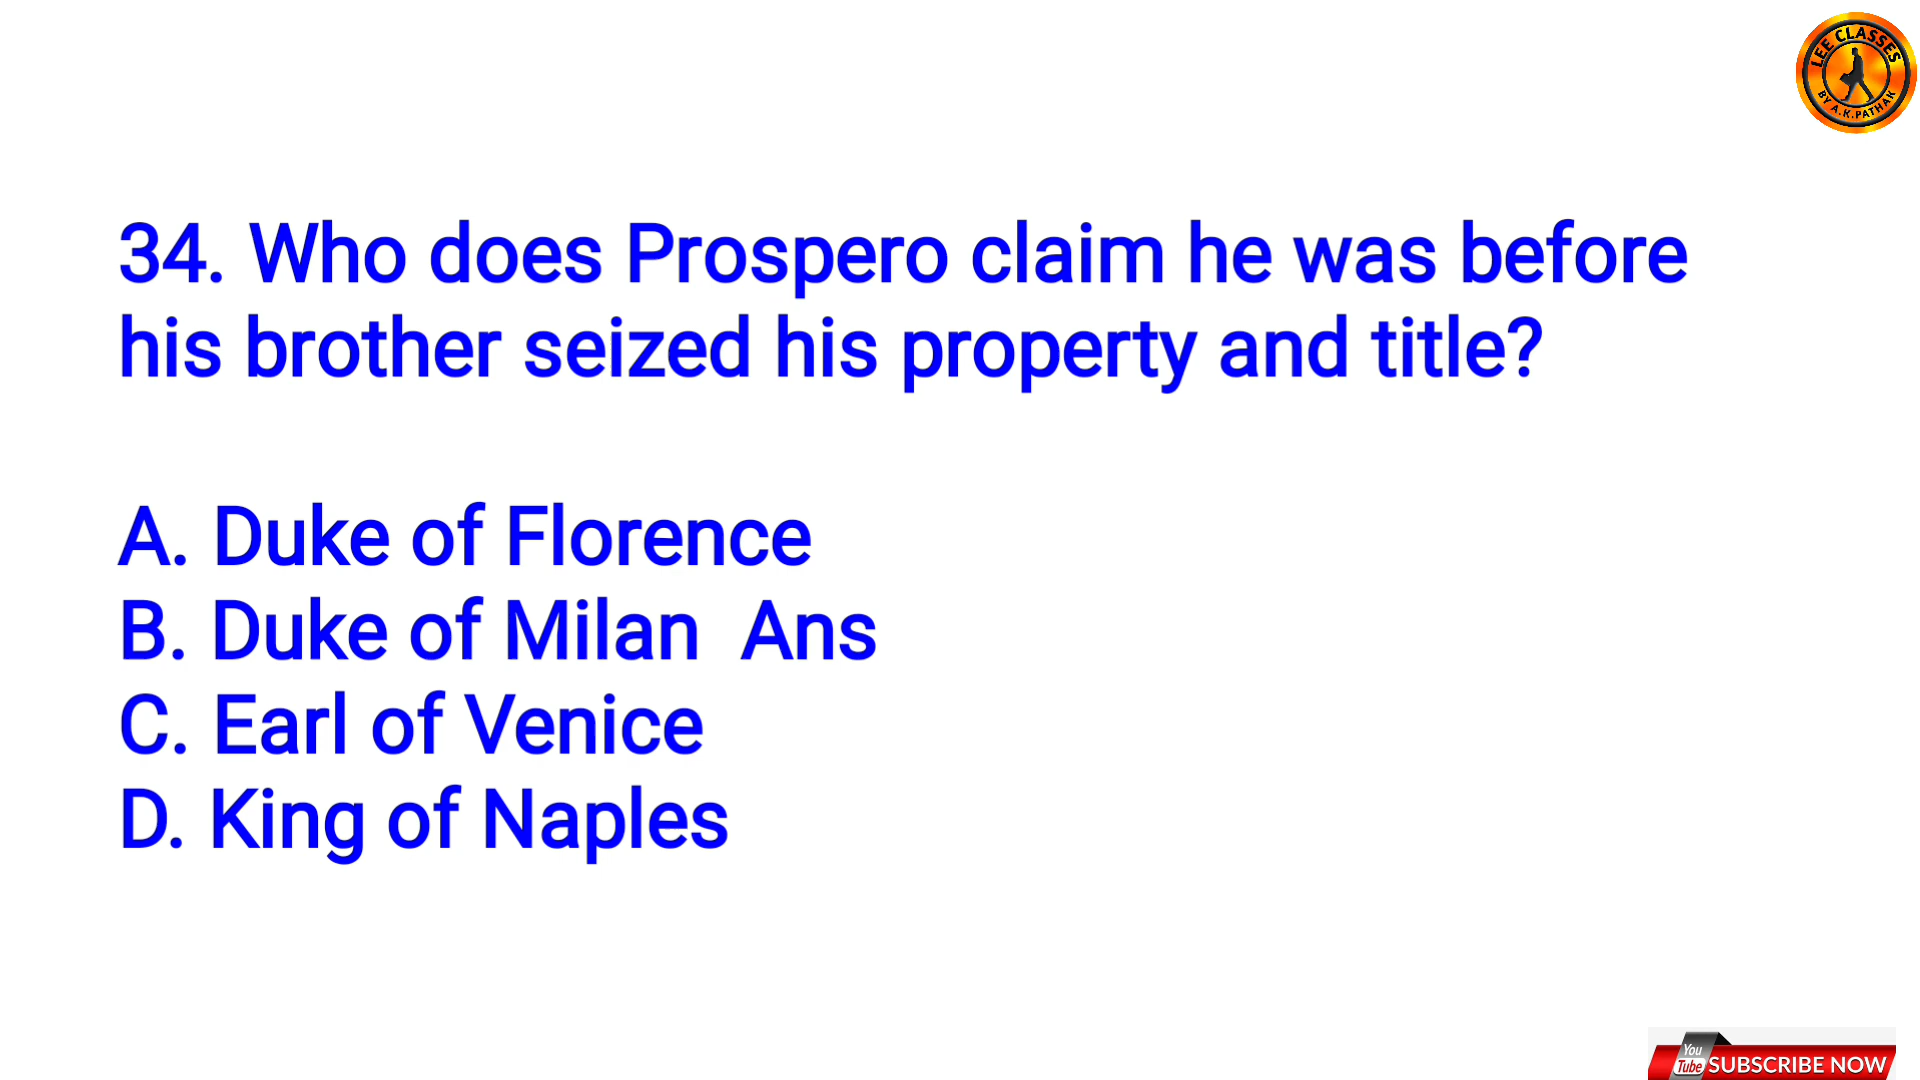 LEE CLASSES
BY A.K.PATHAK
34. Who does Prospero claim he was before
his brother seized his property and title?
A. Duke of Florence
B. Duke of Milan  Ans
C. Earl of Venice
D. King of Naples
You
Tube
SUBSCRIBE NOW